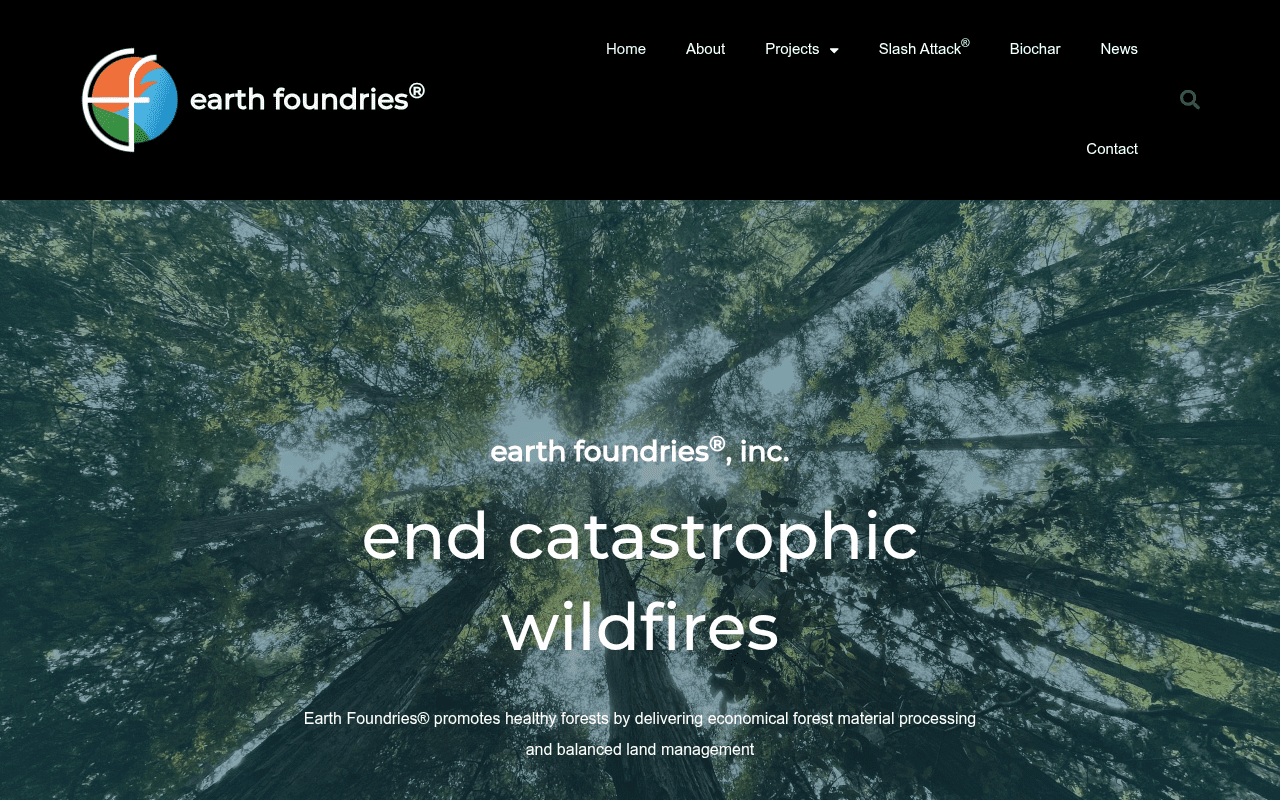 earth foundries®
Home About Projects Slash Attack® Biochar News
Contact
earth foundries®, inc.
end catastrophic
wildfires
Earth Foundries® promotes healthy forests by delivering economical forest material processing
and balanced land management